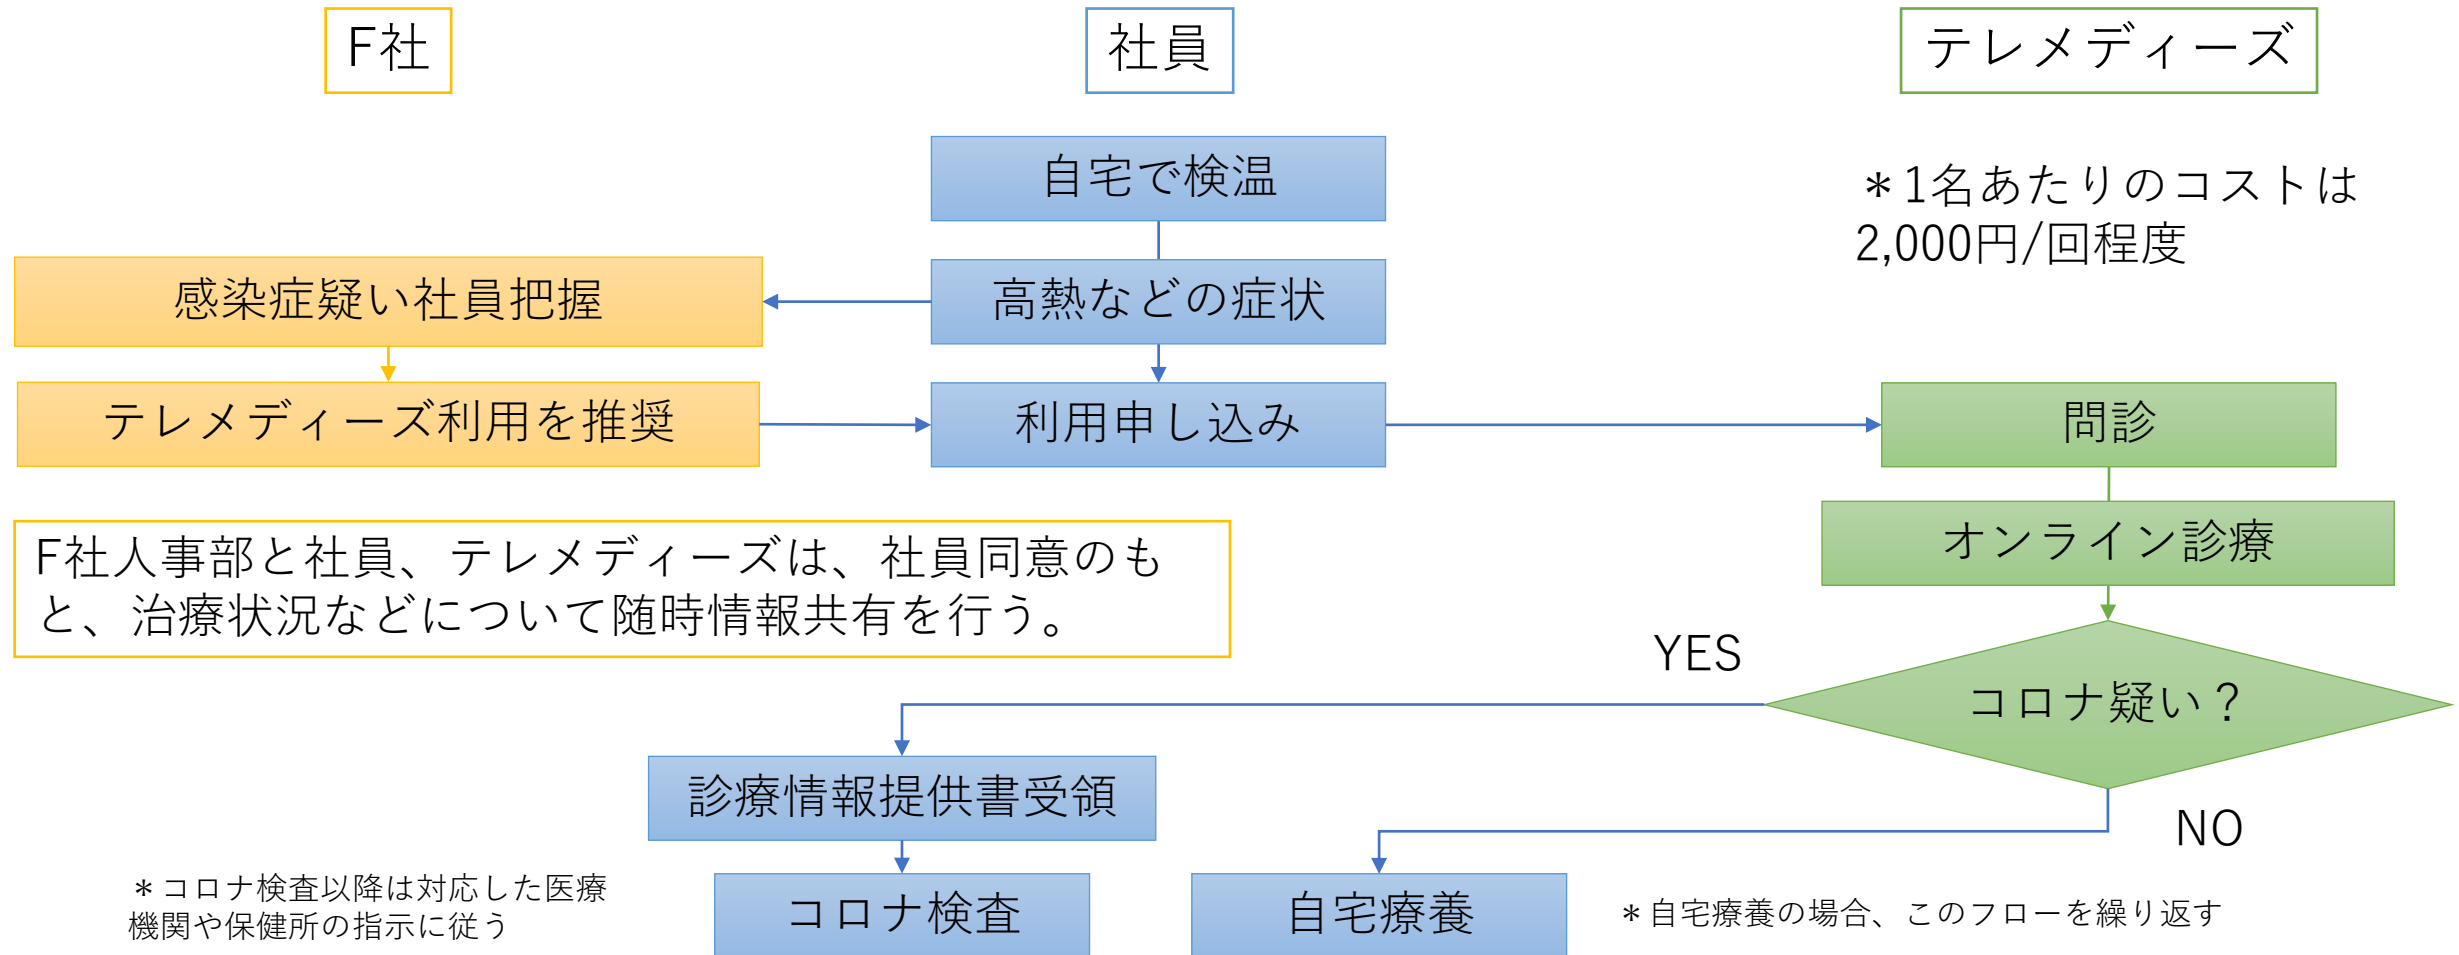 F社
社員
テレメディーズ
自宅で検温
＊1名あたりのコストは
2,000円/回程度
感染症疑い社員把握
高熱などの症状
テレメディーズ利用を推奨
利用申し込み
問診
オンライン診療
F社人事部と社員、テレメディーズは、社員同意のも
と、治療状況などについて随時情報共有を行う。
YES
コロナ疑い？
診療情報提供書受領
NO
＊コロナ検査以降は対応した医療
機関や保健所の指示に従う
コロナ検査
自宅療養
＊自宅療養の場合、このフローを繰り返す